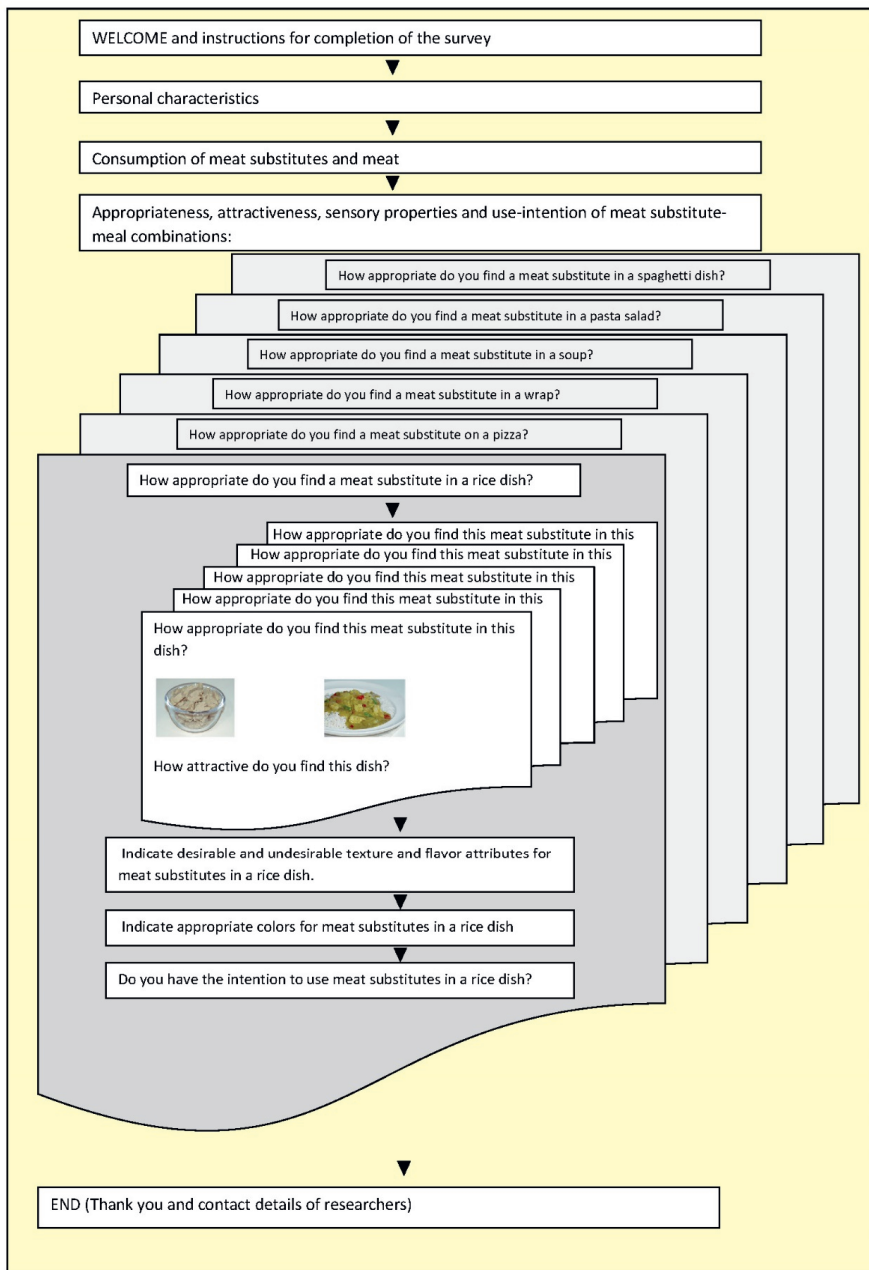 WELCOME and instructions for completion of the survey
Personal characteristics
Consumption of meat substitutes and meat
Appropriateness, attractiveness, sensory properties and use-intention of meat substitute-
meal combinations:
How appropriate do you find a meat substitute in a spaghetti dish?
How appropriate do you find a meat substitute in a pasta salad?
How appropriate do you find a meat substitute in a soup?
How appropriate do you find a meat substitute in a wrap?
How appropriate do you find a meat substitute on a pizza?
How appropriate do you find a meat substitute in a rice dish?
How appropriate do you find this meat substitute in this
How appropriate do you find this meat substitute in this
How appropriate do you find this meat substitute in this
How appropriate do you find this meat substitute in this
How appropriate do you find this meat substitute in this
dish?
How attractive do you find this dish?
Indicate desirable and undesirable texture and flavor attributes for
meat substitutes in a rice dish.
Indicate appropriate colors for meat substitutes in a rice dish
Do you have the intention to use meat substitutes in a rice dish?
END (Thank you and contact details of researchers)